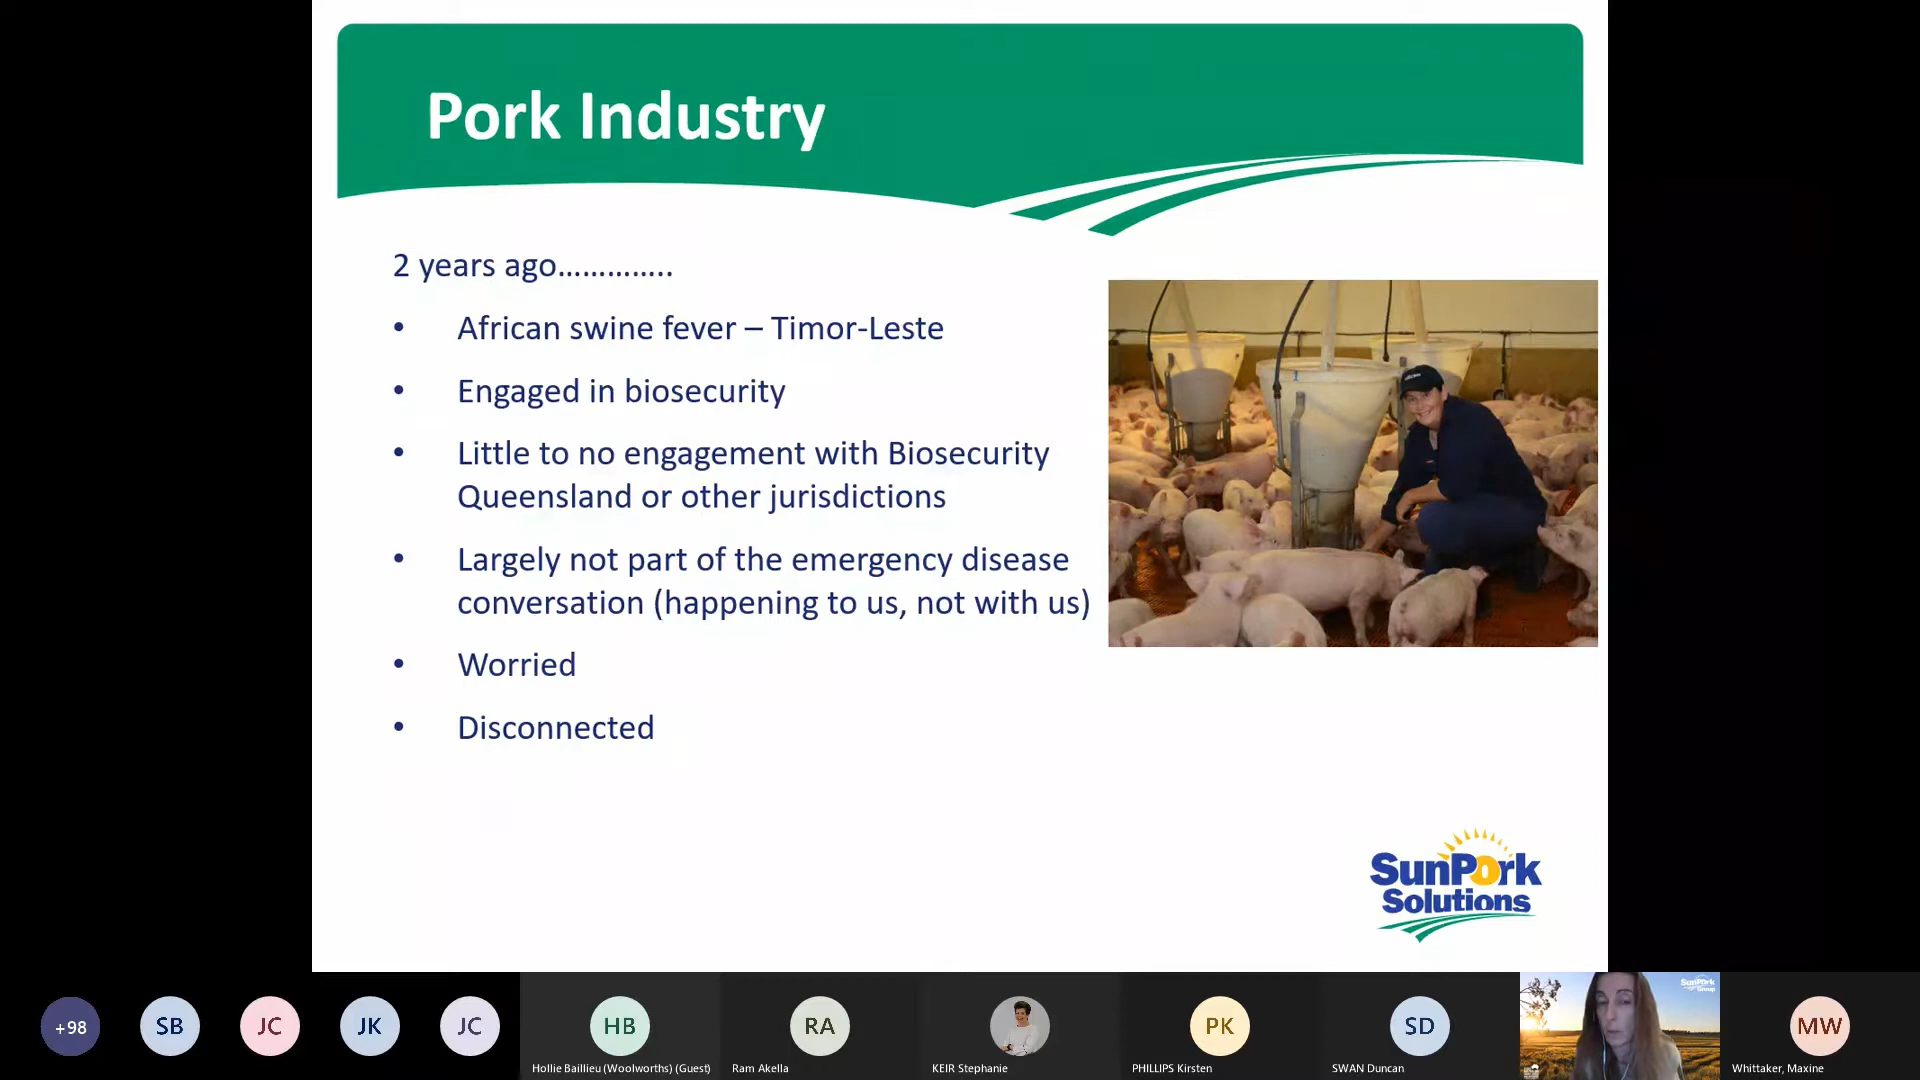 Pork Industry
2 years ago…………..
• African swine fever – Timor-Leste
• Engaged in biosecurity
• Little to no engagement with Biosecurity
Queensland or other jurisdictions
• Largely not part of the emergency disease
conversation (happening to us, not with us)
• Worried
• Disconnected
SunPork
Solutions
+98
SB
JC
JK
JC
HB
Hollie Baillieu (Woolworths) (Guest)
RA
Ram Akella
KEIR Stephanie
PK
PHILLIPS Kirsten
SD
SWAN Duncan
SunPork
Group
MW
Whittaker, Maxine